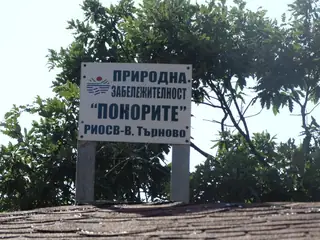 ПРИРОДНА
ЗАБЕЛЕЖИТЕЛНОСТ
"ПОНОРИТЕ"
РИОСВ-В. Търново